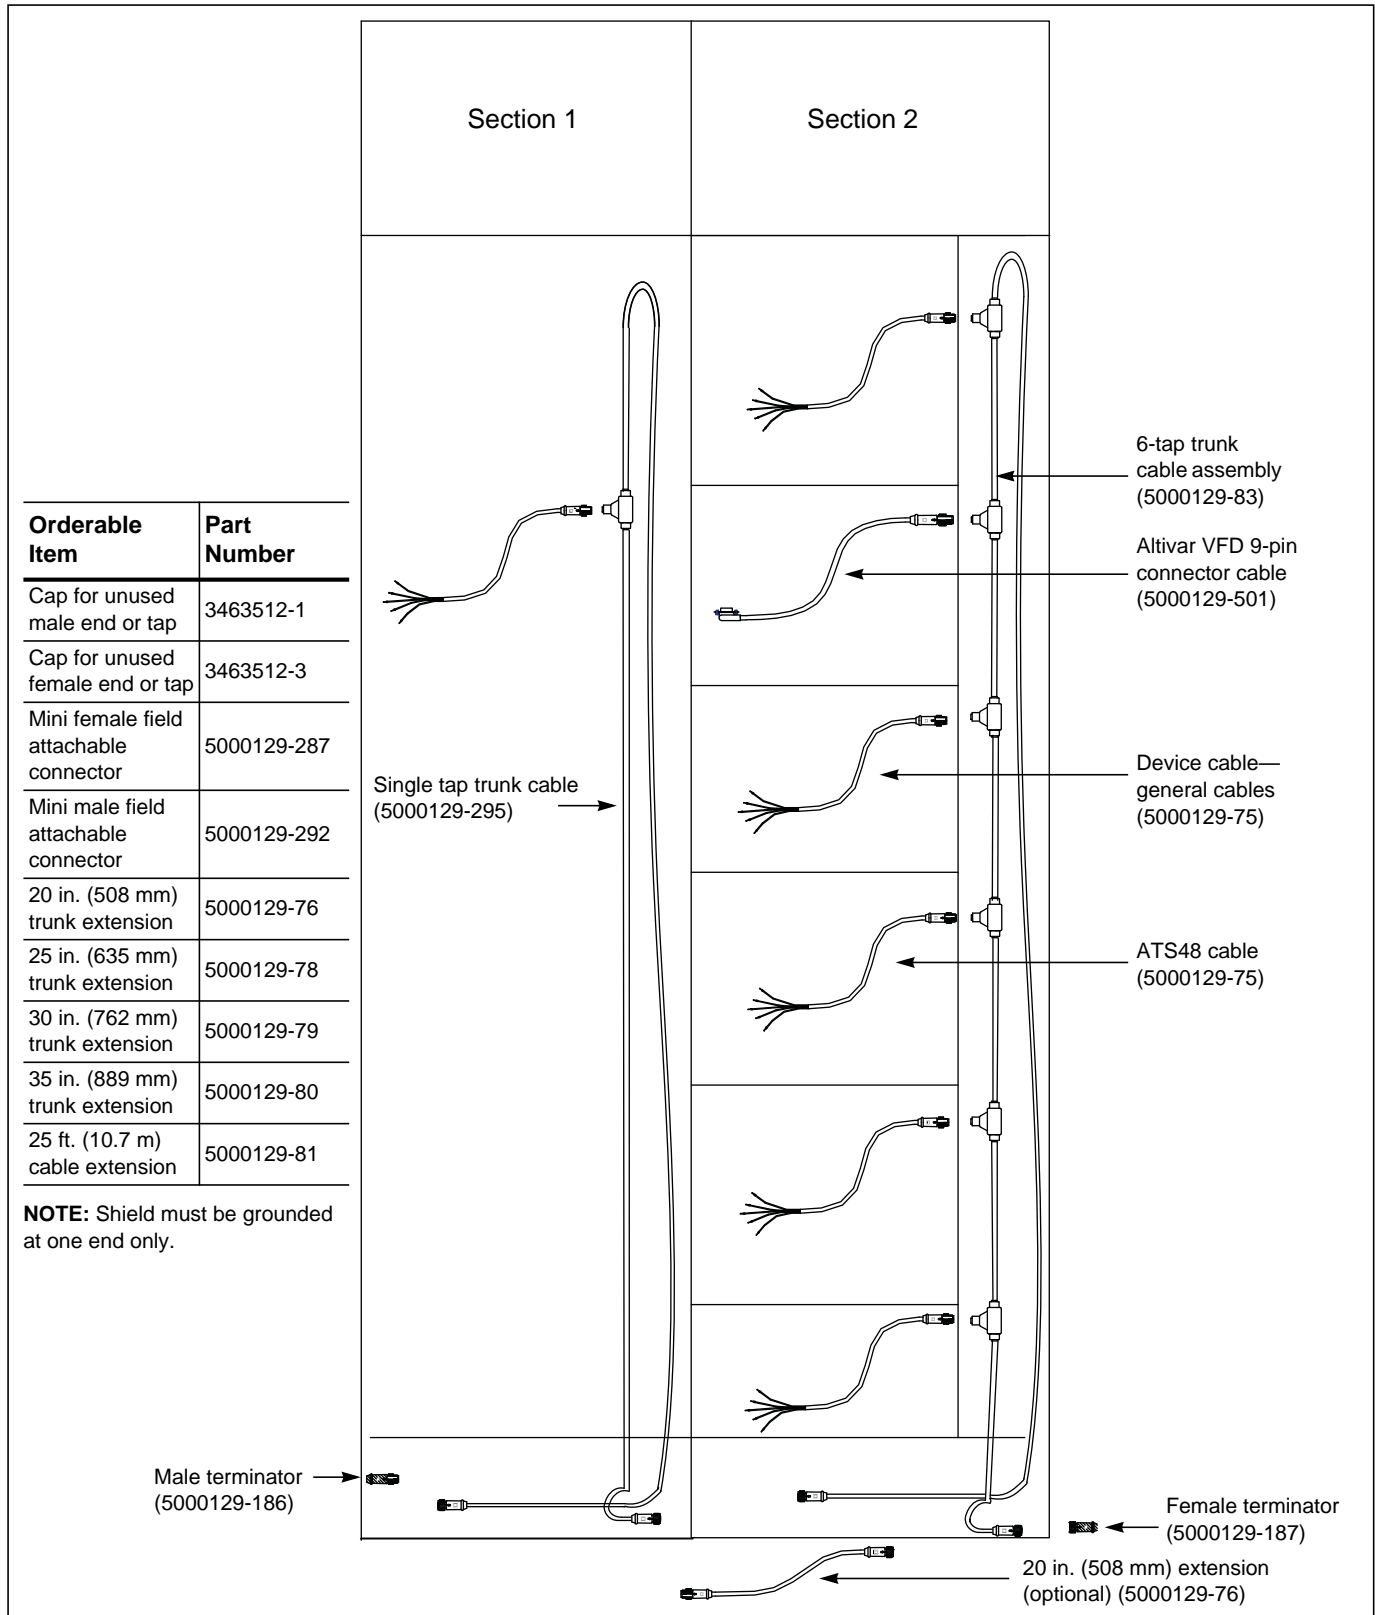 Section 1
Section 2
Orderable
Item
Part
Number
Cap for unused
male end or tap
3463512-1
Cap for unused
female end or tap
3463512-3
Mini female field
attachable
connector
5000129-287
Mini male field
attachable
connector
5000129-292
20 in. (508 mm)
trunk extension
5000129-76
25 in. (635 mm)
trunk extension
5000129-78
30 in. (762 mm)
trunk extension
5000129-79
35 in. (889 mm)
trunk extension
5000129-80
25 ft. (10.7 m)
cable extension
5000129-81
NOTE: Shield must be grounded
at one end only.
Single tap trunk cable
(5000129-295)
6-tap trunk
cable assembly
(5000129-83)
Altivar VFD 9-pin
connector cable
(5000129-501)
Device cable—
general cables
(5000129-75)
ATS48 cable
(5000129-75)
Male terminator
(5000129-186)
Female terminator
(5000129-187)
20 in. (508 mm) extension
(optional) (5000129-76)